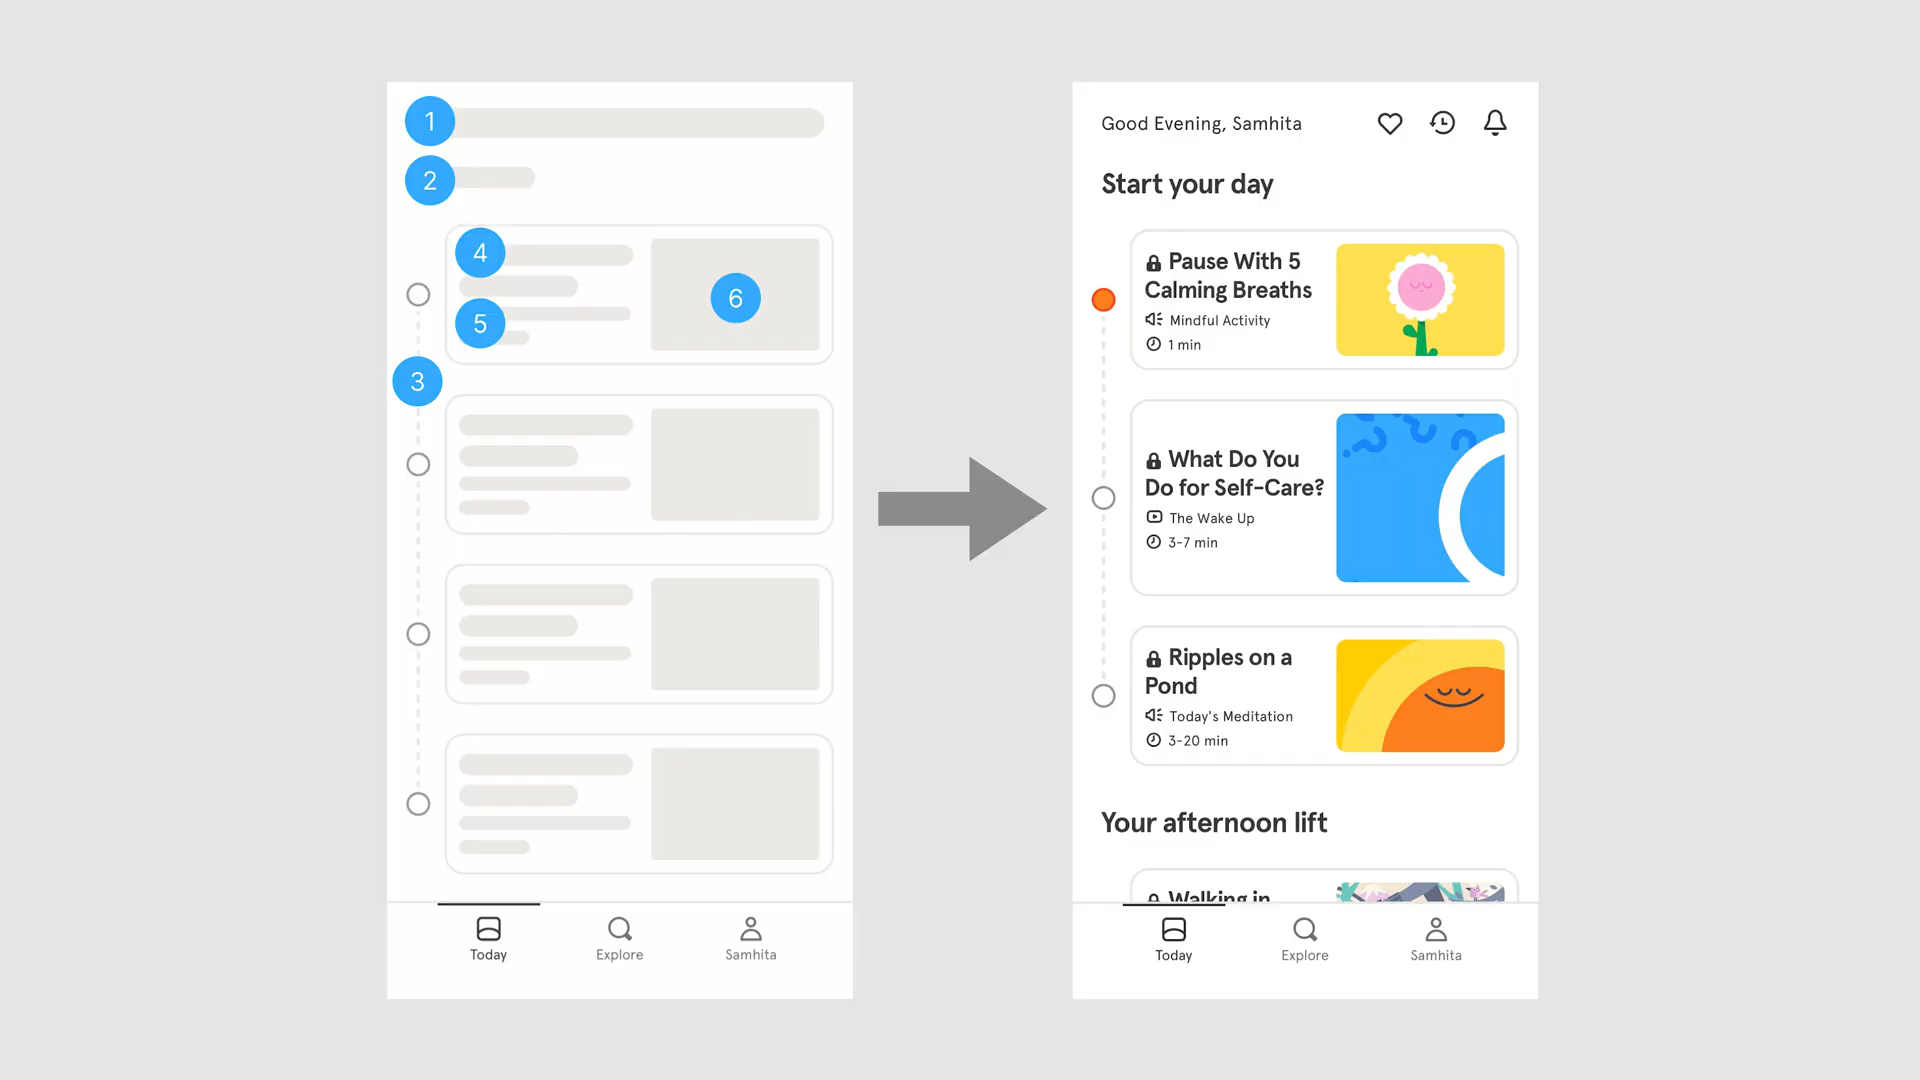 1
2
4
6
5
3
Today
Explore
Samhita
Good Evening, Samhita
Start your day
Pause With 5
Calming Breaths
Mindful Activity
1 min
What Do You
Do for Self-Care?
The Wake Up
3-7 min
Ripples on a
Pond
Today's Meditation
3-20 min
Your afternoon lift
Walking in
Today
Explore
Samhita